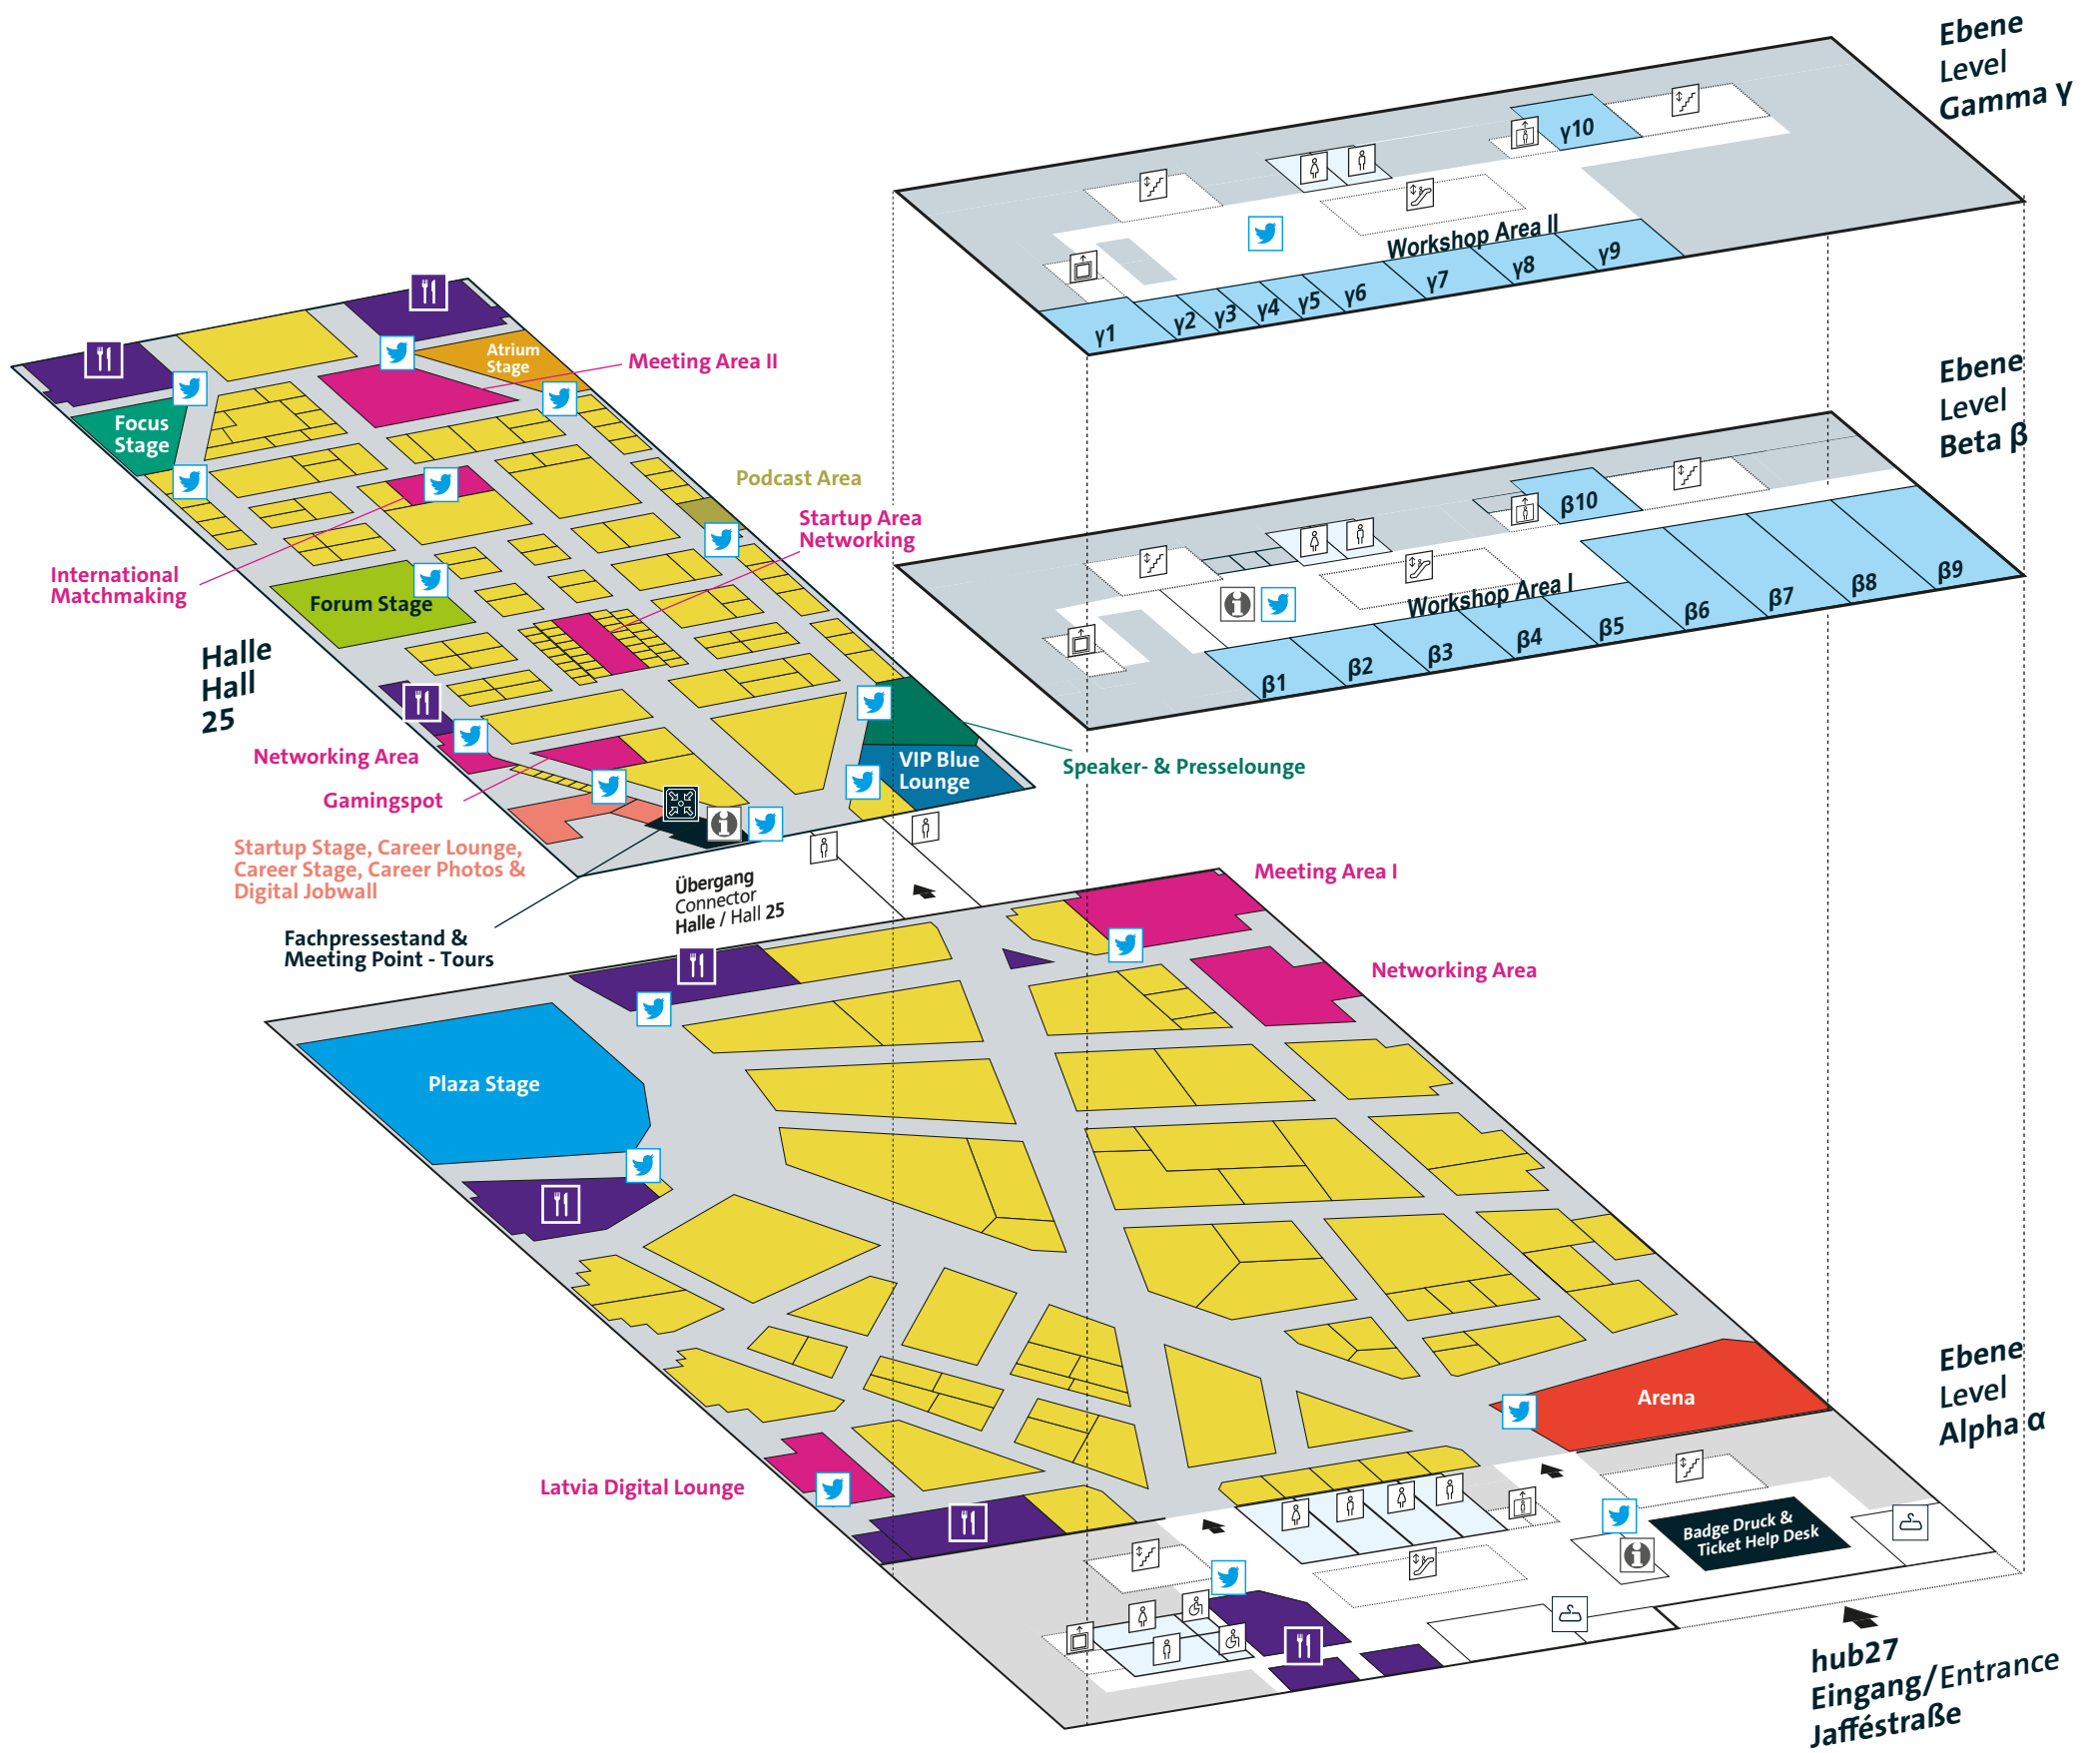 Ebene
Level
Gamma γ
γ10
Workshop Area II
γ1
γ2
γ3
γ4
γ5
γ6
γ7
γ8
γ9
Ebene
Level
Beta β
β10
Workshop Area I
β1
β2
β3
β4
β5
β6
β7
β8
β9
Atrium
Stage
Meeting Area II
Focus
Stage
Podcast Area
Startup Area
Networking
International
Matchmaking
Forum Stage
Halle
Hall
25
Networking Area
Gamingspot
VIP Blue
Lounge
Speaker- & Presselounge
Startup Stage, Career Lounge,
Career Stage, Career Photos &
Digital Jobwall
Fachpressestand &
Meeting Point - Tours
Übergang
Connector
Halle / Hall 25
Meeting Area I
Networking Area
Plaza Stage
Arena
Ebene
Level
Alpha α
Latvia Digital Lounge
Badge Druck &
Ticket Help Desk
hub27
Eingang/Entrance
Jafféstraße